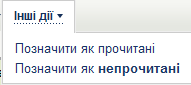 Інші дії
Позначити як прочитані
Позначити як непрочитані